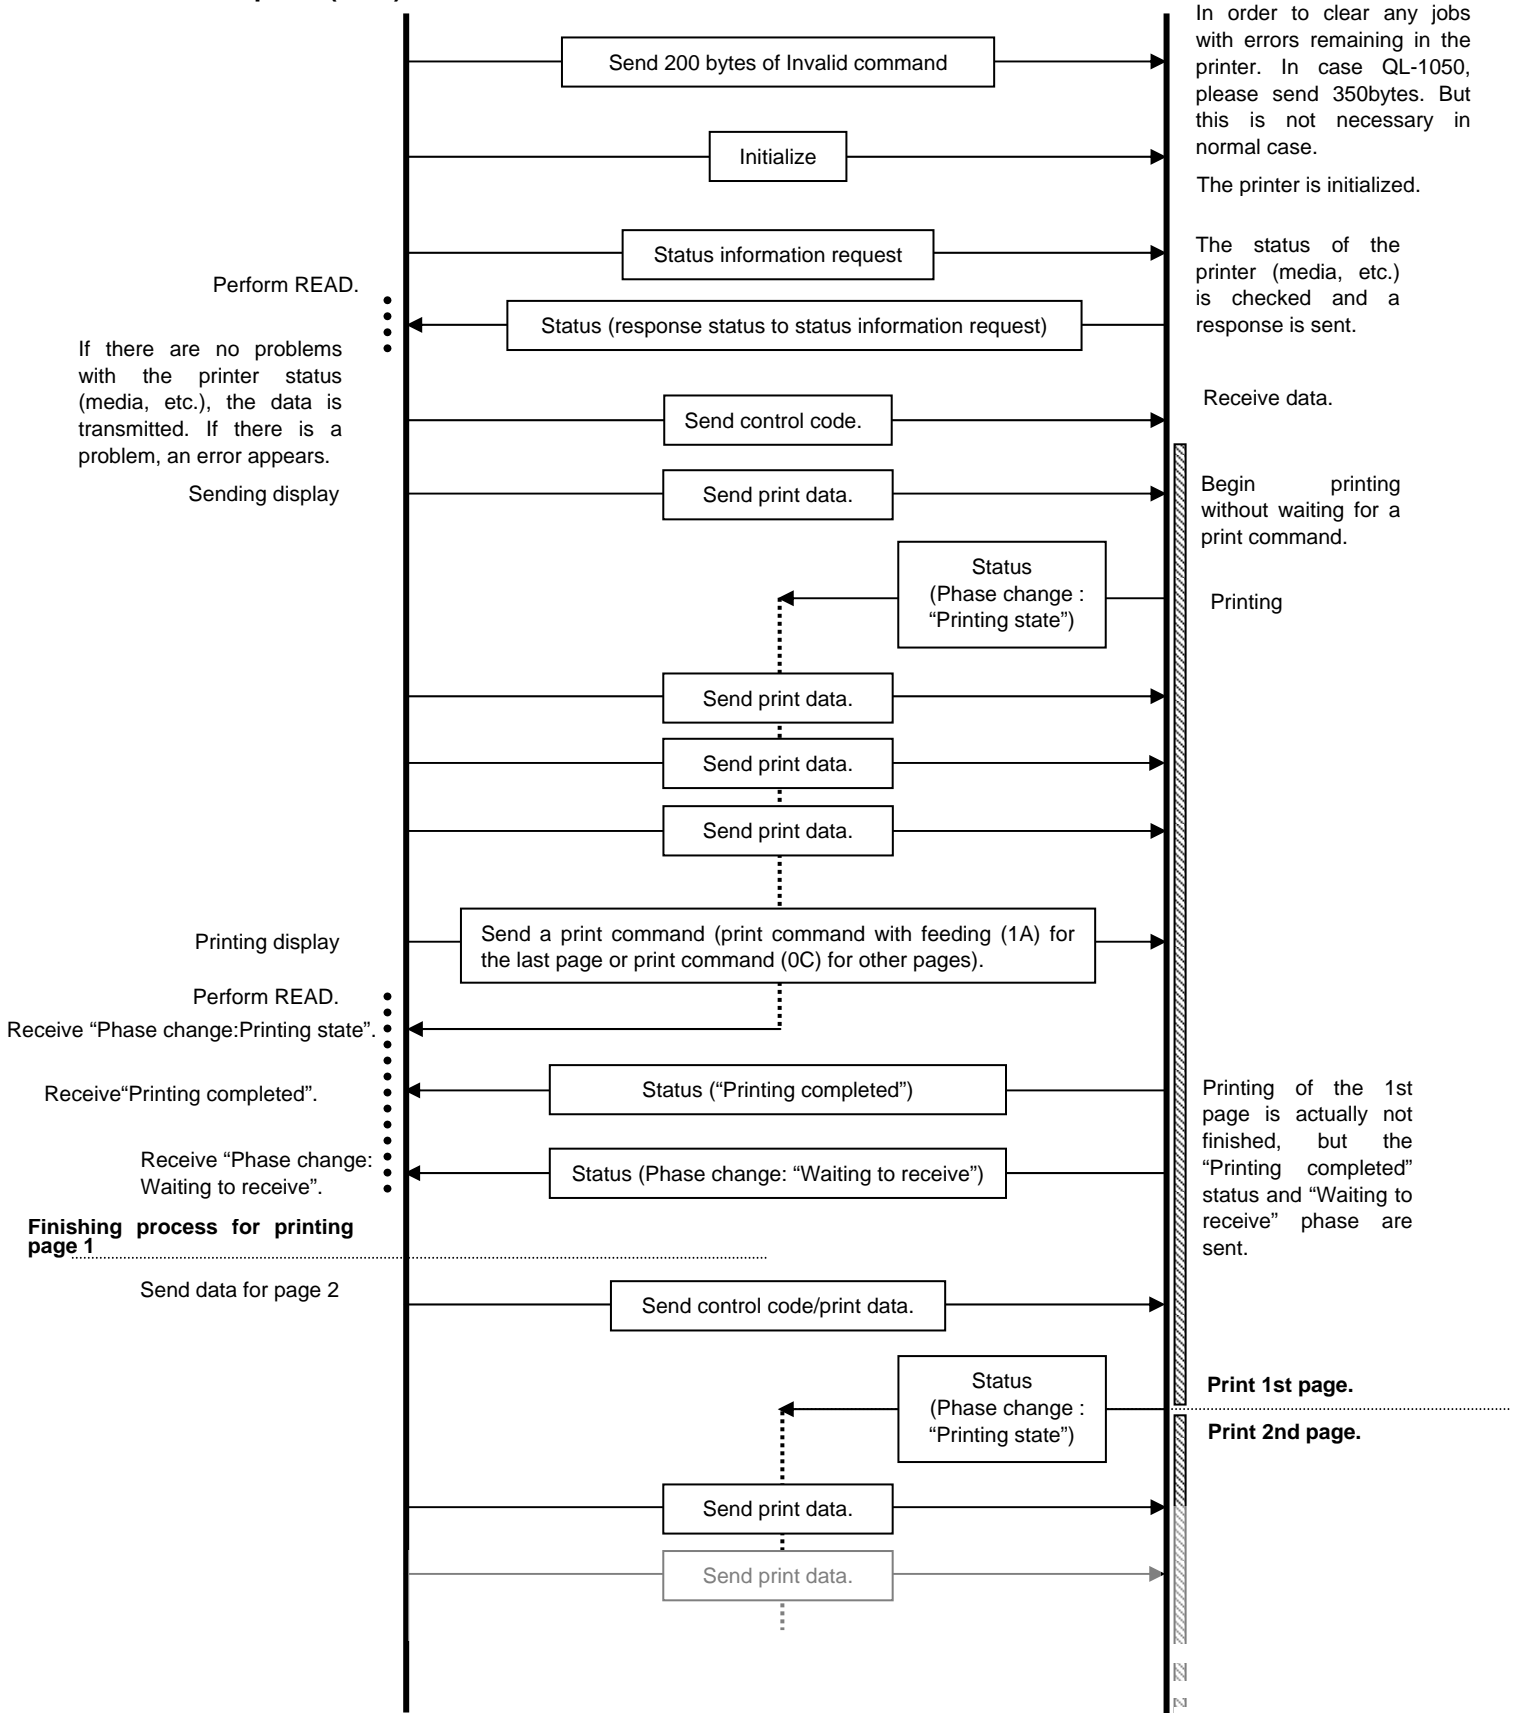 In order to clear any jobs
with errors remaining in the
printer. In case QL-1050,
please send 350bytes. But
this is not necessary in
normal case.
Send 200 bytes of Invalid command
Initialize
The printer is initialized.
Status information request
The status of the
printer (media, etc.)
is checked and a
response is sent.
Perform READ.
Status (response status to status information request)
If there are no problems
with the printer status
(media, etc.), the data is
transmitted. If there is a
problem, an error appears.
Send control code.
Receive data.
Sending display
Send print data.
Begin printing
without waiting for a
print command.
Status
(Phase change :
“Printing state”)
Printing
Send print data.
Send print data.
Send print data.
Printing display
Send a print command (print command with feeding (1A) for
the last page or print command (0C) for other pages).
Perform READ.
Receive “Phase change:Printing state”.
Receive“Printing completed”.
Status (“Printing completed”)
Printing of the 1st
page is actually not
finished, but the
“Printing completed”
status and “Waiting to
receive” phase are
sent.
Receive “Phase change:
Waiting to receive”.
Status (Phase change: “Waiting to receive”)
Finishing process for printing
page 1
Send data for page 2
Send control code/print data.
Status
(Phase change :
“Printing state”)
Print 1st page.
Print 2nd page.
Send print data.
Send print data.